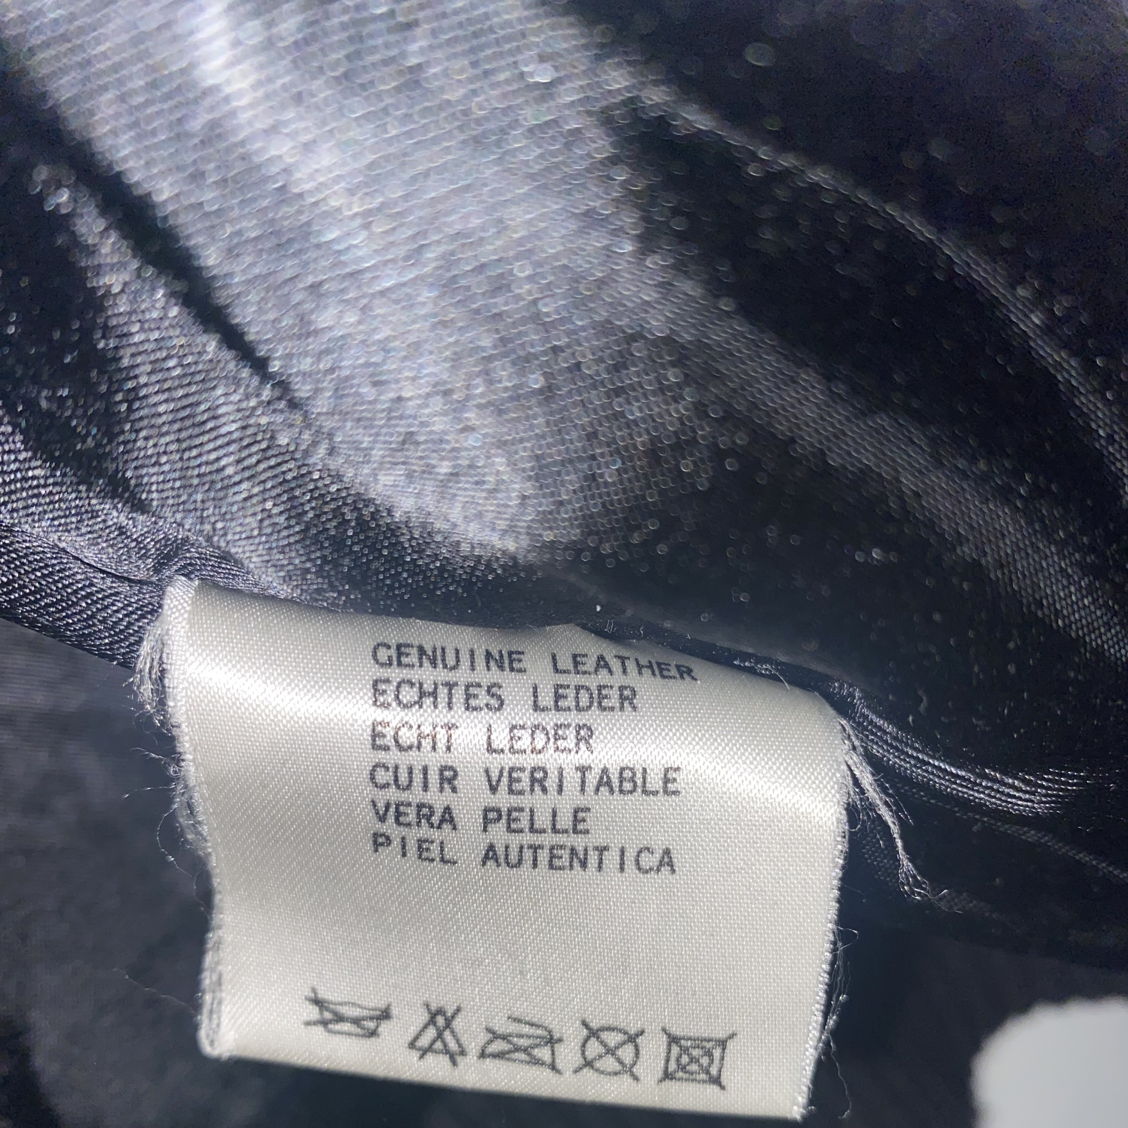 GENUINE LEATHER
ECHTES LEDER
ECHT LEDER
CUIR VERITABLE
VERA PELLE
PIEL AUTENTICA